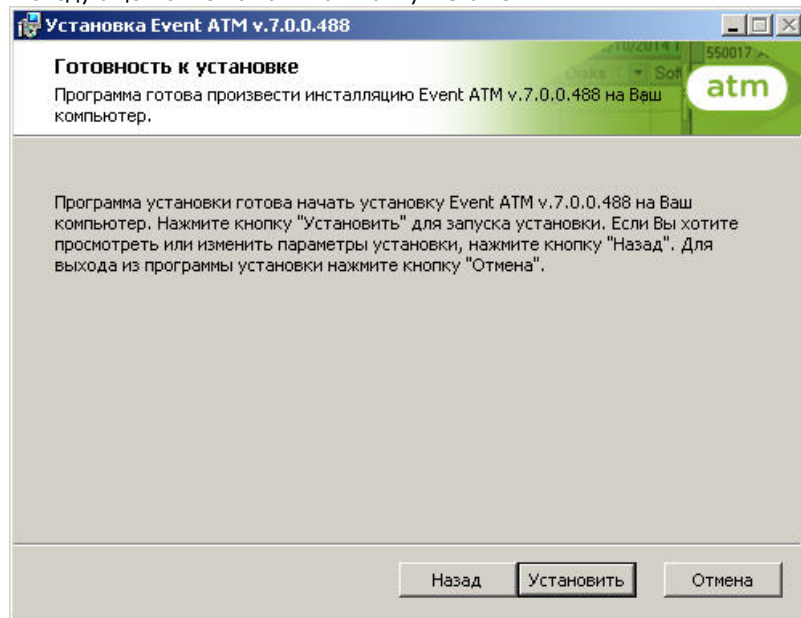 Установка Event ATM v.7.0.0.488
Готовность к установке
Программа готова произвести инсталляцию Event ATM v.7.0.0.488 на Ваш
компьютер.
550017
atm
Программа установки готова начать установку Event ATM v.7.0.0.488 на Ваш
компьютер. Нажмите кнопку "Установить" для запуска установки. Если Вы хотите
просмотреть или изменить параметры установки, нажмите кнопку "Назад". Для
выхода из программы установки нажмите кнопку "Отмена".
Назад Установить Отмена